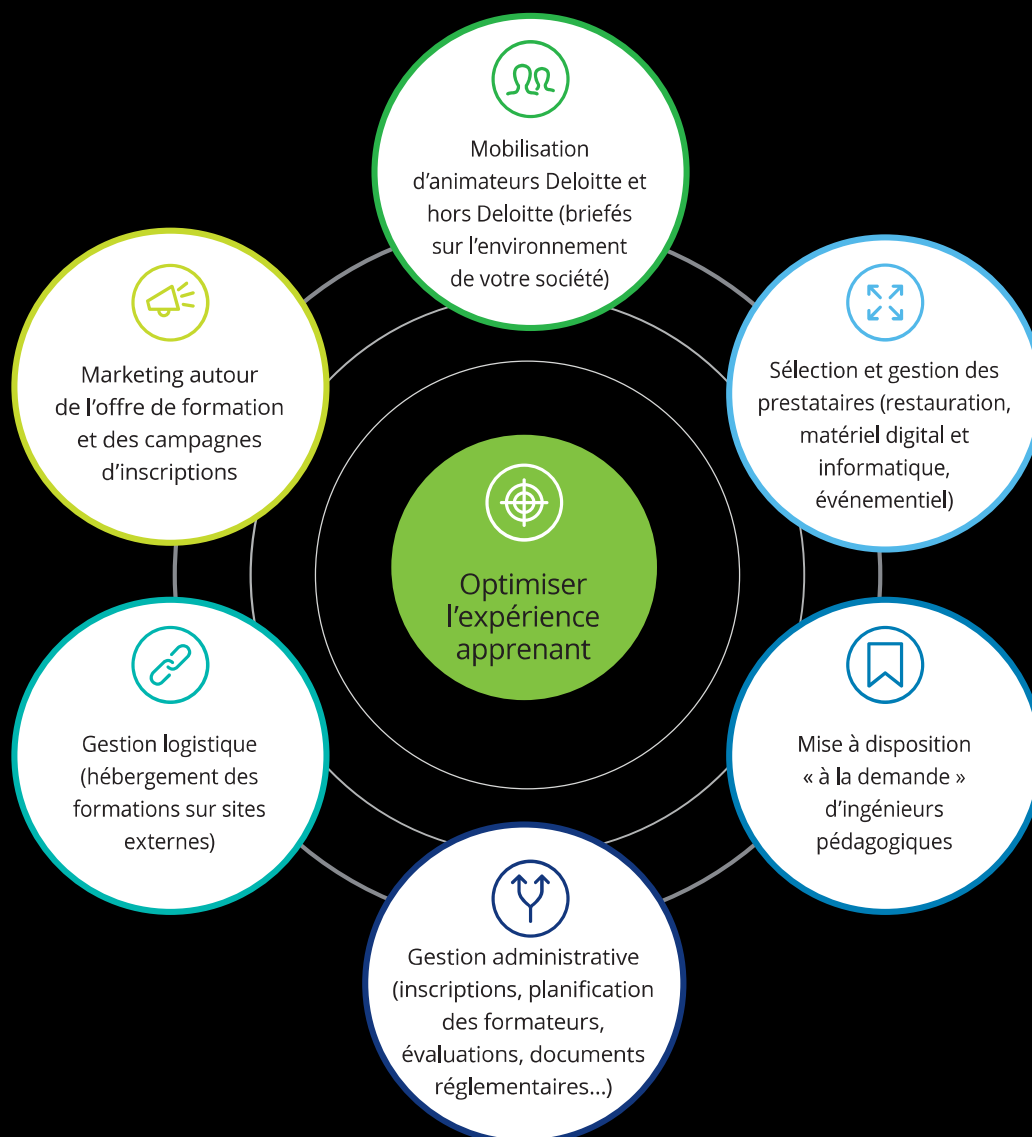 Mobilisation
d’animateurs Deloitte et
hors Deloitte (briefés
sur l’environnement
de votre société)
Marketing autour
de l’offre de formation
et des campagnes
d’inscriptions
Sélection et gestion des
prestataires (restauration,
matériel digital et
informatique,
événementiel)
Optimiser
l’expérience
apprenant
Gestion logistique
(hébergement des
formations sur sites
externes)
Mise à disposition
« à la demande »
d’ingénieurs
pédagogiques
Gestion administrative
(inscriptions, planification
des formateurs,
évaluations, documents
réglementaires...)